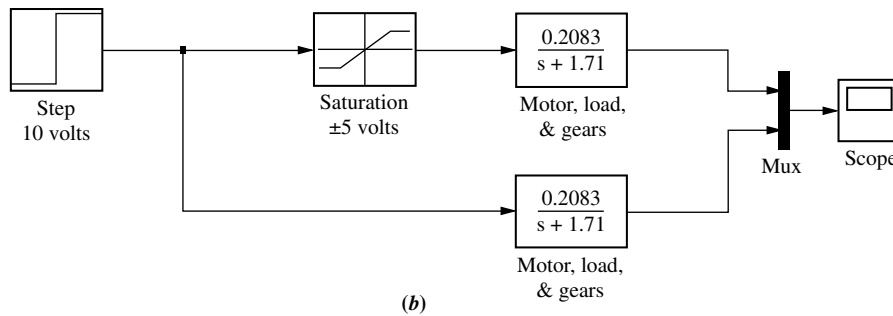 Step
10 volts
Saturation
±5 volts
0.2083
s + 1.71
Motor, load,
& gears
0.2083
s + 1.71
Motor, load,
& gears
Mux
Scope
(b)